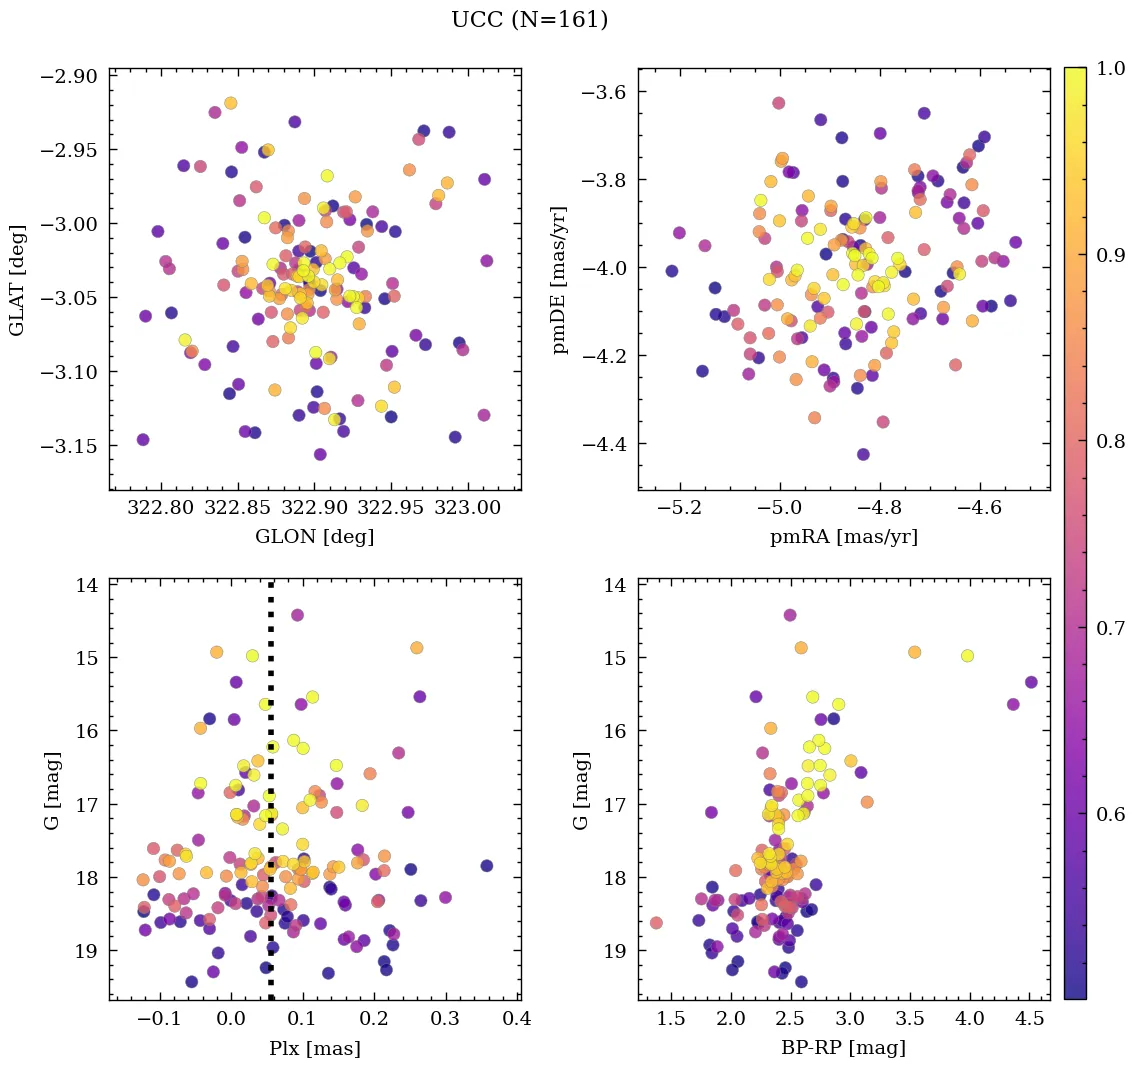 UCC (N=161)
−2.90
−2.95
−3.00
−3.05
−3.10
−3.15
GLAT [deg]
322.80 322.85 322.90 322.95 323.00
GLON [deg]
−3.6
−3.8
−4.0
−4.2
−4.4
pmDE [mas/yr]
−5.2 −5.0 −4.8 −4.6
pmRA [mas/yr]
14
15
16
17
18
19
G [mag]
−0.1 0.0 0.1 0.2 0.3 0.4
Plx [mas]
14
15
16
17
18
19
G [mag]
1.5 2.0 2.5 3.0 3.5 4.0 4.5
BP-RP [mag]
1.0
0.9
0.8
0.7
0.6